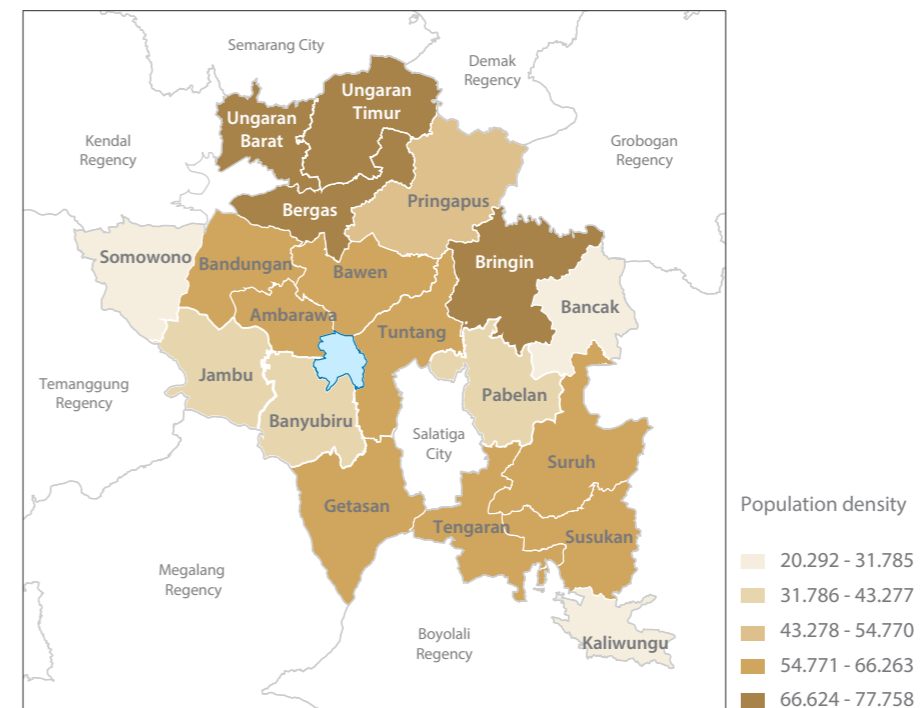 Semarang City
Demak
Regency
Ungaran
Timur
Ungaran
Barat
Kendal
Regency
Grobogan
Regency
Pringapus
Bergas
Somowono
Bandungan
Bawen
Bringin
Bancak
Ambarawa
Tuntang
Jambu
Temanggung
Regency
Pabelan
Banyubiru
Salatiga
City
Suruh
Getasan
Tengaran
Susukan
Megalang
Regency
Boyolali
Regency
Kaliwungu
Population density
20.292 - 31.785
31.786 - 43.277
43.278 - 54.770
54.771 - 66.263
66.624 - 77.758